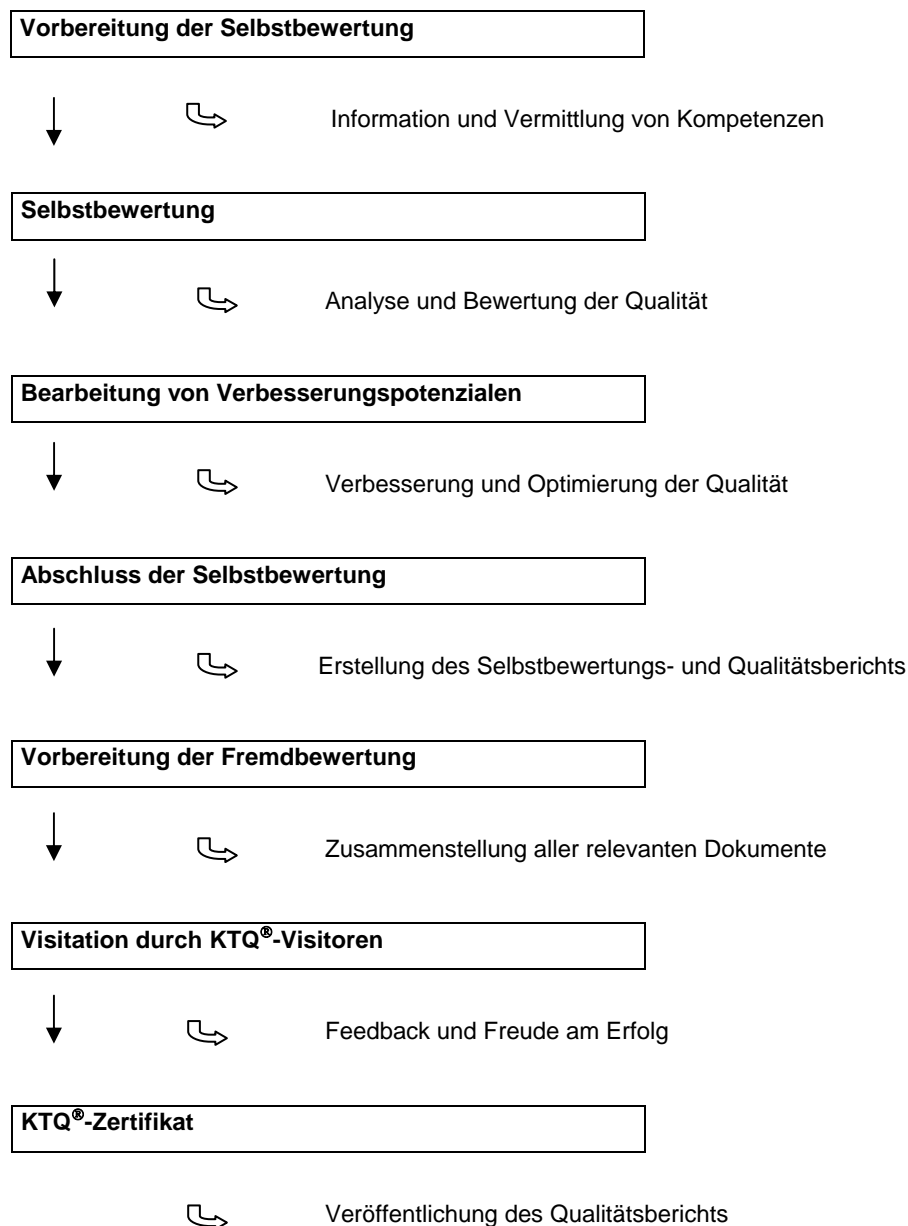 Vorbereitung der Selbstbewertung
Information und Vermittlung von Kompetenzen
Selbstbewertung
Analyse und Bewertung der Qualität
Bearbeitung von Verbesserungspotenzialen
Verbesserung und Optimierung der Qualität
Abschluss der Selbstbewertung
Erstellung des Selbstbewertungs- und Qualitätsberichts
Vorbereitung der Fremdbewertung
Zusammenstellung aller relevanten Dokumente
Visitation durch KTQ®-Visitoren
Feedback und Freude am Erfolg
KTQ®-Zertifikat
Veröffentlichung des Qualitätsberichts